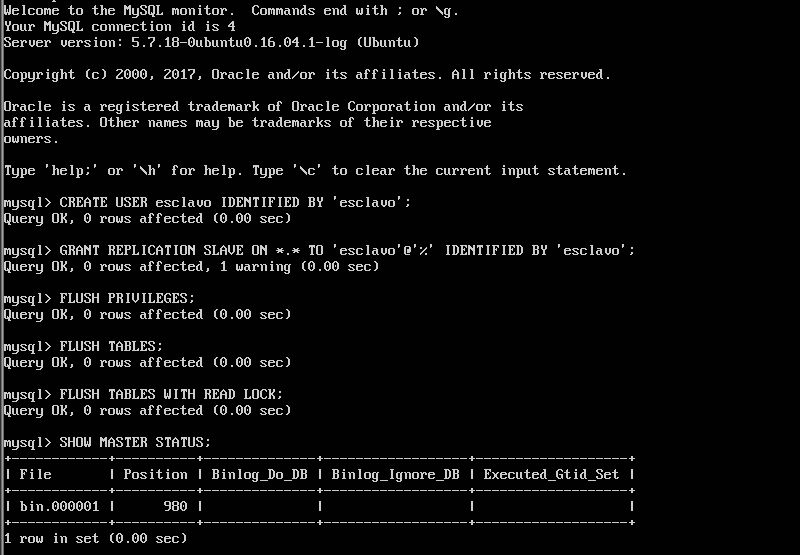 Welcome to the MySQL monitor.  Commands end with ; or \g.
Your MySQL connection id is 4
Server version: 5.7.18-0ubuntu0.16.04.1-log (Ubuntu)
Copyright (c) 2000, 2017, Oracle and/or its affiliates. All rights reserved.
Oracle is a registered trademark of Oracle Corporation and/or its
affiliates. Other names may be trademarks of their respective
owners.
Type 'help;' or '\h' for help. Type '\c' to clear the current input statement.
mysql> CREATE USER esclavo IDENTIFIED BY 'esclavo';
Query OK, 0 rows affected (0.00 sec)
mysql> GRANT REPLICATION SLAVE ON *.* TO 'esclavo'@'%' IDENTIFIED BY 'esclavo';
Query OK, 0 rows affected, 1 warning (0.00 sec)
mysql> FLUSH PRIVILEGES;
Query OK, 0 rows affected (0.00 sec)
mysql> FLUSH TABLES;
Query OK, 0 rows affected (0.00 sec)
mysql> FLUSH TABLES WITH READ LOCK;
Query OK, 0 rows affected (0.00 sec)
mysql> SHOW MASTER STATUS;
+------------+----------+--------------+------------------+-------------------+
| File       | Position | Binlog_Do_DB | Binlog_Ignore_DB | Executed_Gtid_Set |
+------------+----------+--------------+------------------+-------------------+
| bin.000001 |      980 |              |                  |                   |
+------------+----------+--------------+------------------+-------------------+
1 row in set (0.00 sec)